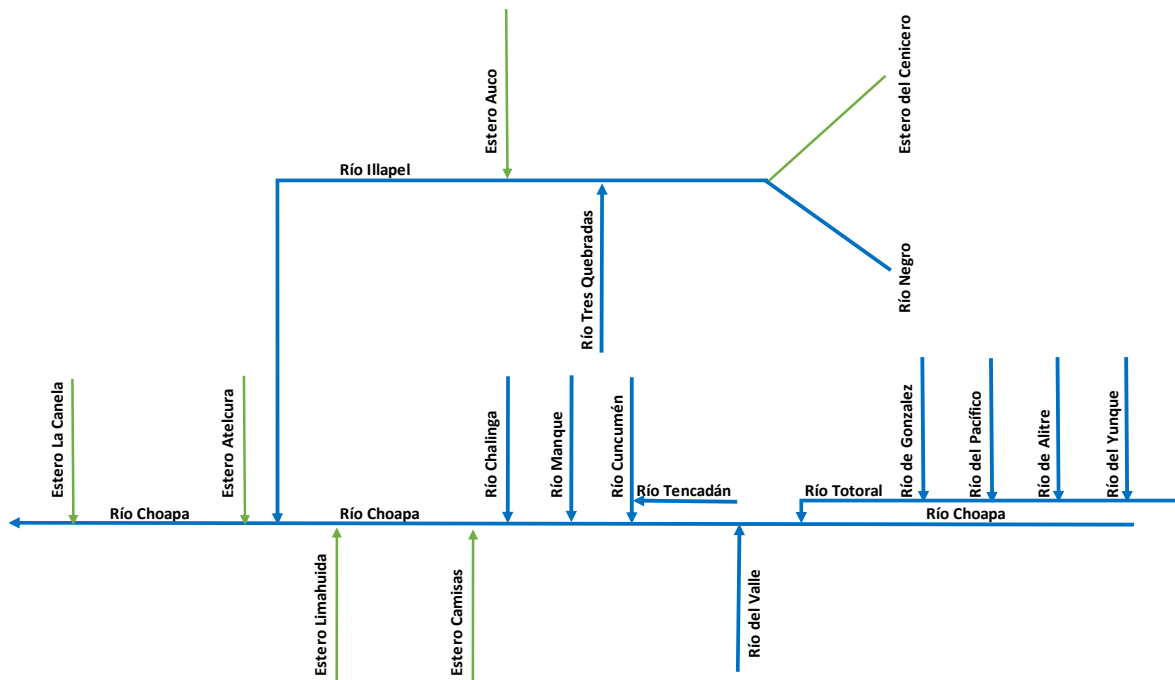 Estero Auco
Estero del Cenicero
Río Illapel
Río Tres Quebradas
Río Negro
Estero La Canela
Estero Atelcura
Río Chalinga
Río Manque
Río Cuncumén
Río de Gonzalez
Río del Pacífico
Río de Alitre
Río del Yunque
Río Tencadán
Río Totoral
Río Choapa
Río Choapa
Río Choapa
Estero Limahuida
Estero Camisas
Río del Valle